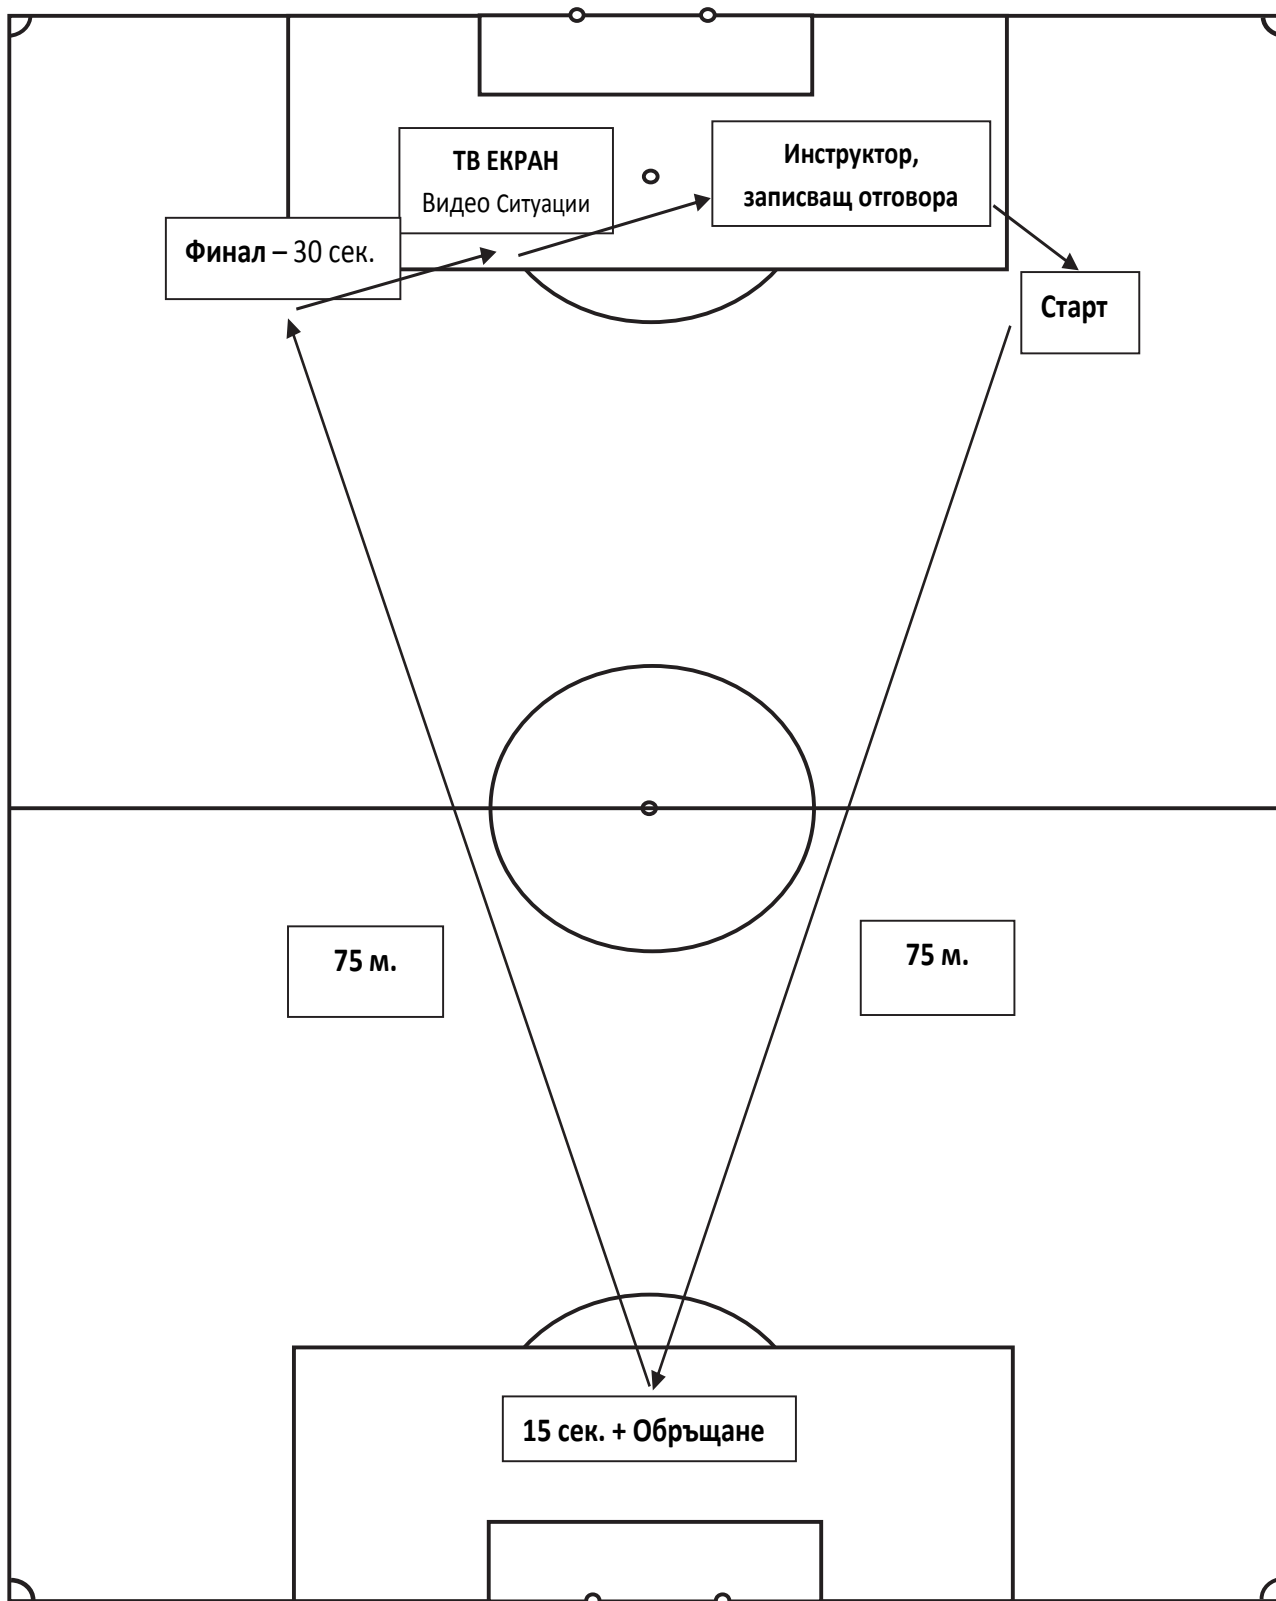 ТВ ЕКРАН
Видео Ситуации
Инструктор,
записващ отговора
Финал – 30 сек.
Старт
75 м.
75 м.
15 сек. + Обръщане